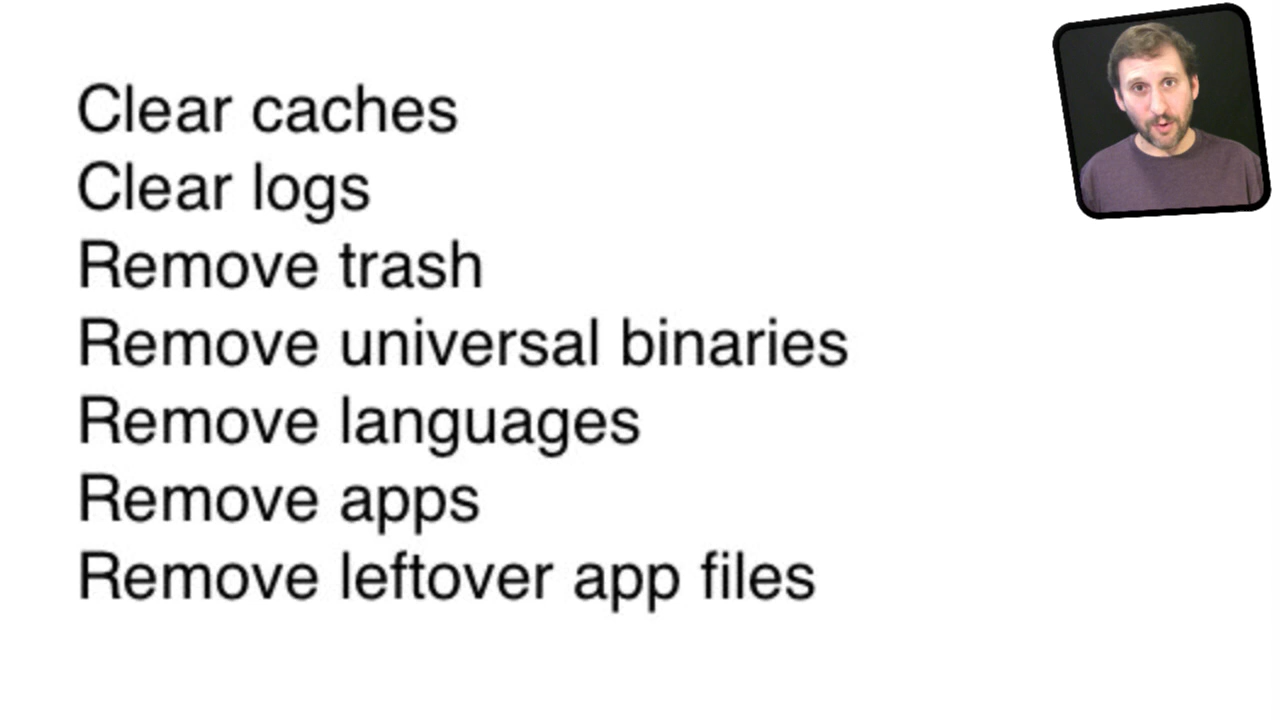 Clear caches
Clear logs
Remove trash
Remove universal binaries
Remove languages
Remove apps
Remove leftover app files